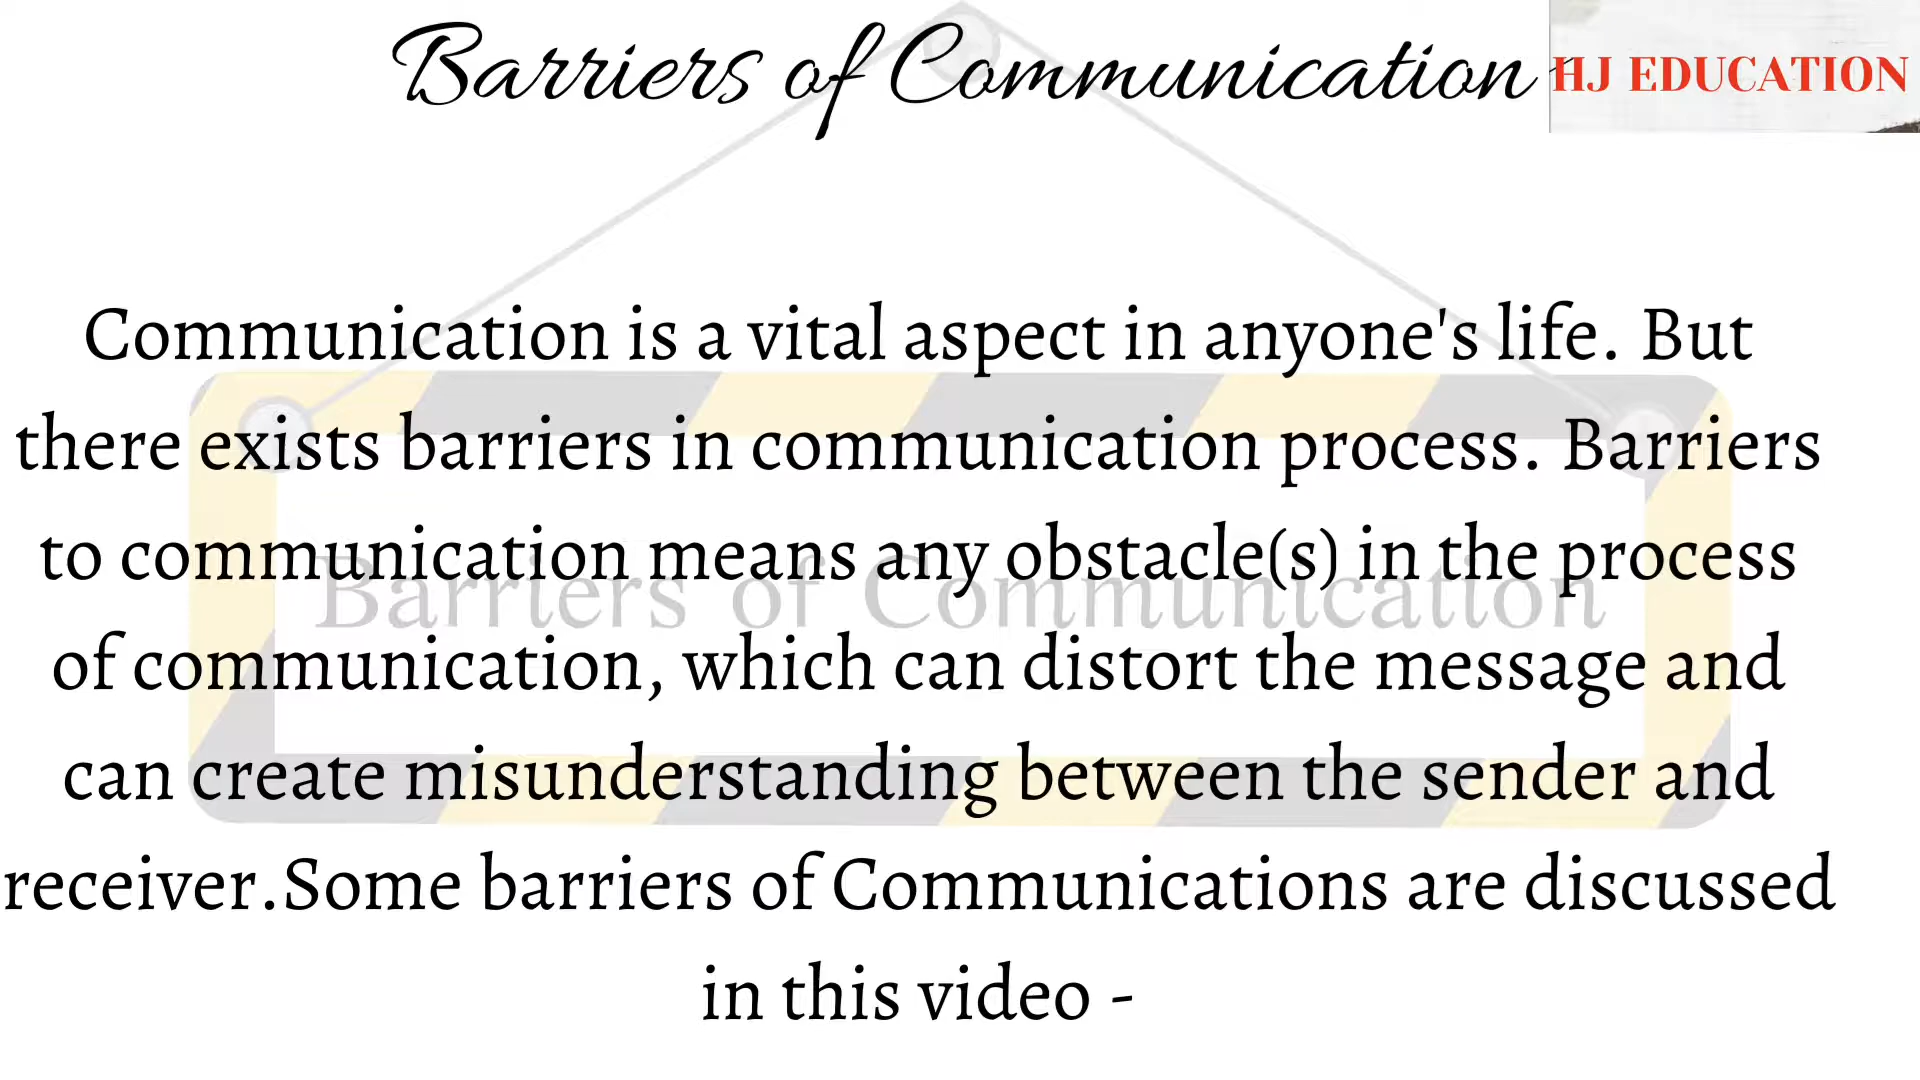 Barriers of Communication -
HJ EDUCATION
Communication is a vital aspect in anyone's life. But
there exists barriers in communication process. Barriers
to communication means any obstacle(s) in the process
Barriers of Communication
of communication, which can distort the message and
can create misunderstanding between the sender and
receiver.Some barriers of Communications are discussed
in this video -